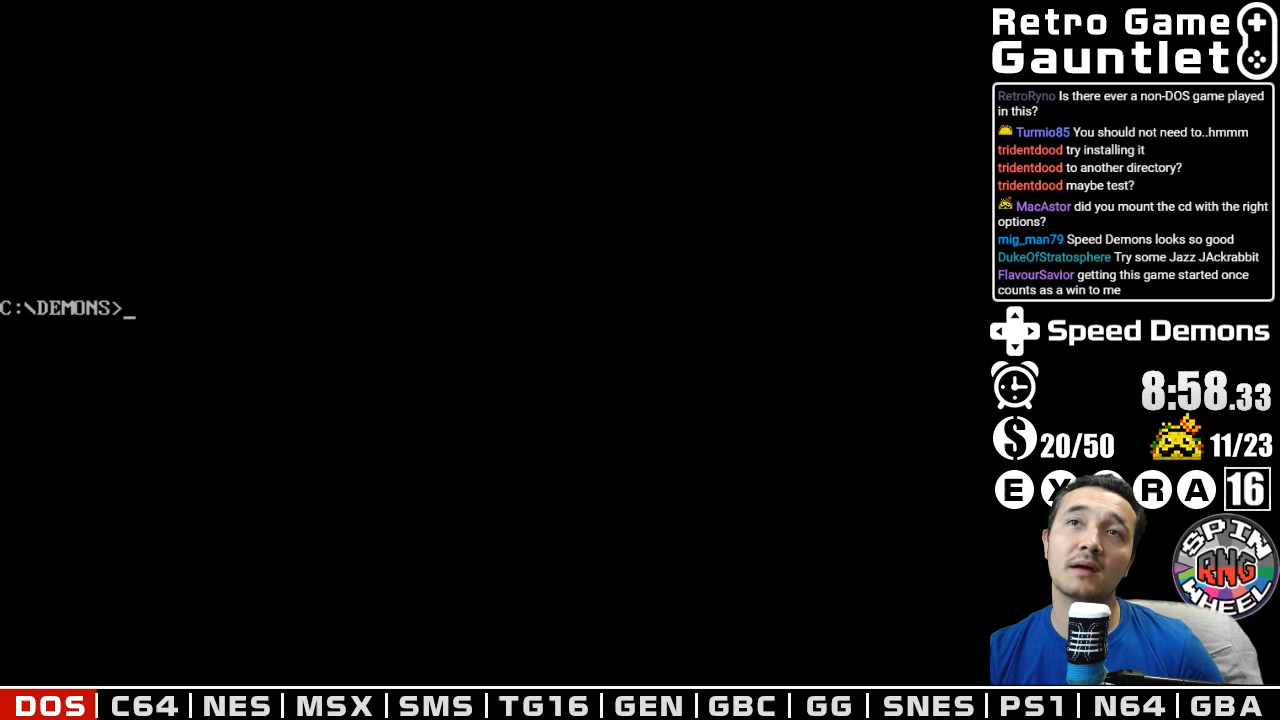 Retro Game
Gauntlet
RetroRyno Is there ever a non-DOS game played
in this?
Turmio85 You should not need to..hmmm
tridentdood try installing it
tridentdood to another directory?
tridentdood maybe test?
MacAstor did you mount the cd with the right
options?
mig_man79 Speed Demons looks so good
DukeOfStratosphere Try some Jazz JAckrabbit
FlavourSavior getting this game started once
counts as a win to me
C:\DEMONS>_
Speed Demons
8:58.33
20/50 11/23
E X R A 16
SPIN
RNG
WHEEL
DOS C64 NES MSX SMS TG16 GEN GBC GG SNES PS1 N64 GBA